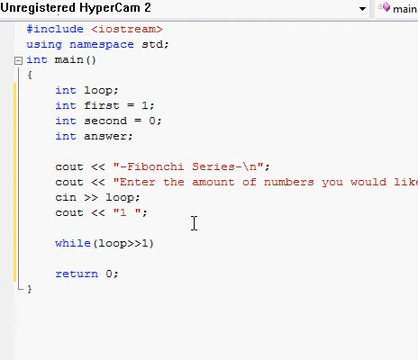 Unregistered HyperCam 2
main
#include <iostream>
using namespace std;
int main()
{
int loop;
int first = 1;
int second = 0;
int answer;
cout << "-Fibonchi Series-\n";
cout << "Enter the amount of numbers you would like
cin >> loop;
cout << "1 ";
while(loop>>1)
return 0;
}